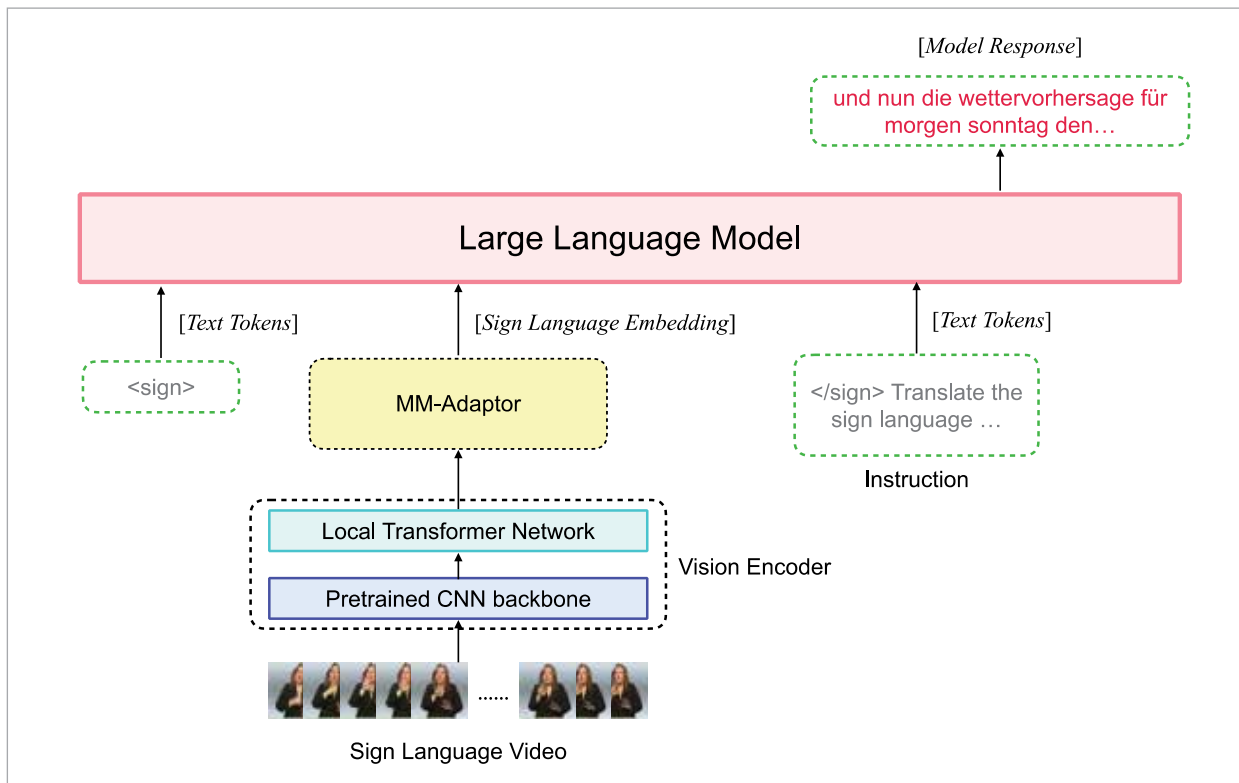 [Model Response]
und nun die wettervorhersage für
morgen sonntag den…
Large Language Model
[Text Tokens]
[Sign Language Embedding]
[Text Tokens]
<sign>
MM-Adaptor
</sign> Translate the
sign language …
Instruction
Local Transformer Network
Vision Encoder
Pretrained CNN backbone
......
Sign Language Video